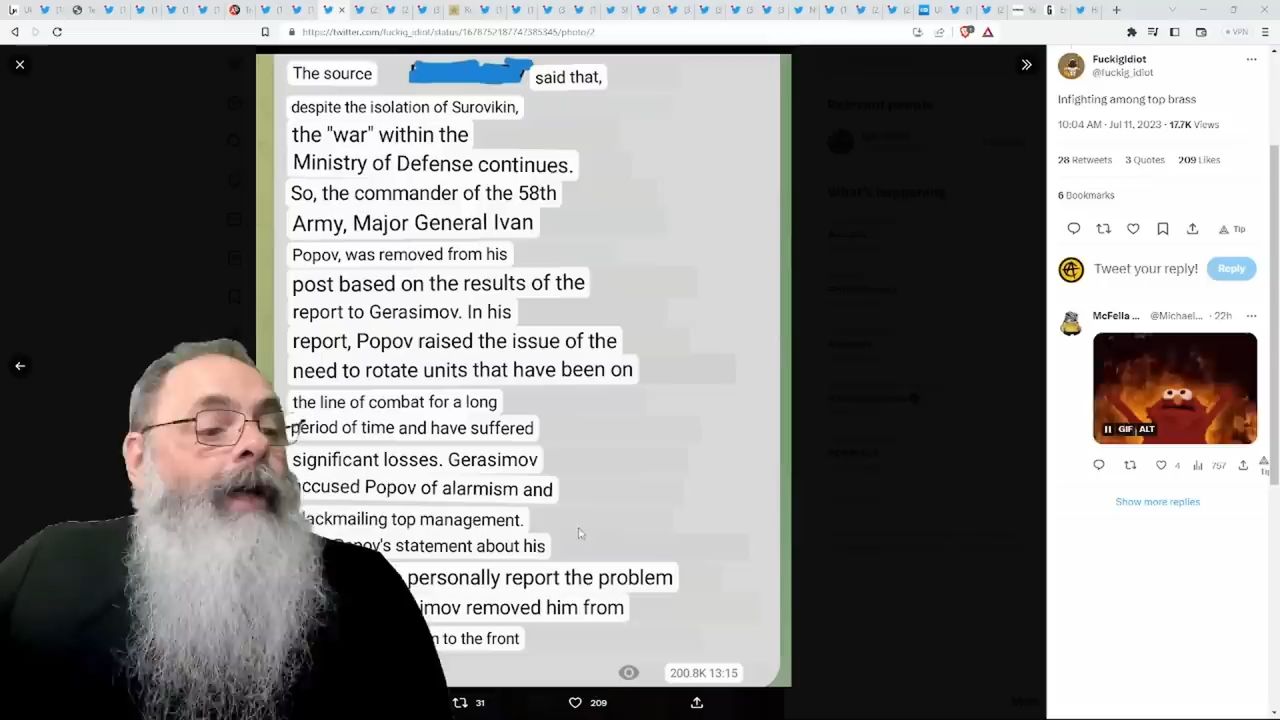 https://twitter.com/fuckig_idiot/status/1678752187747385345/photo/2
VPN
The source said that,
despite the isolation of Surovikin,
the "war" within the
Ministry of Defense continues.
So, the commander of the 58th
Army, Major General Ivan
Popov, was removed from his
post based on the results of the
report to Gerasimov. In his
report, Popov raised the issue of the
need to rotate units that have been on
the line of combat for a long
period of time and have suffered
significant losses. Gerasimov
accused Popov of alarmism and
lackmailing top management.
Popov's statement about his
personally report the problem
imov removed him from
n to the front
200.8K 13:15
31
209
FuckigIdiot
@fuckig_idiot
Infighting among top brass
10:04 AM · Jul 11, 2023 · 17.7K Views
28 Retweets 3 Quotes 209 Likes
6 Bookmarks
Tip
Tweet your reply!
Reply
McFella ... @Michael... · 22h
GIF ALT
4
757
Show more replies